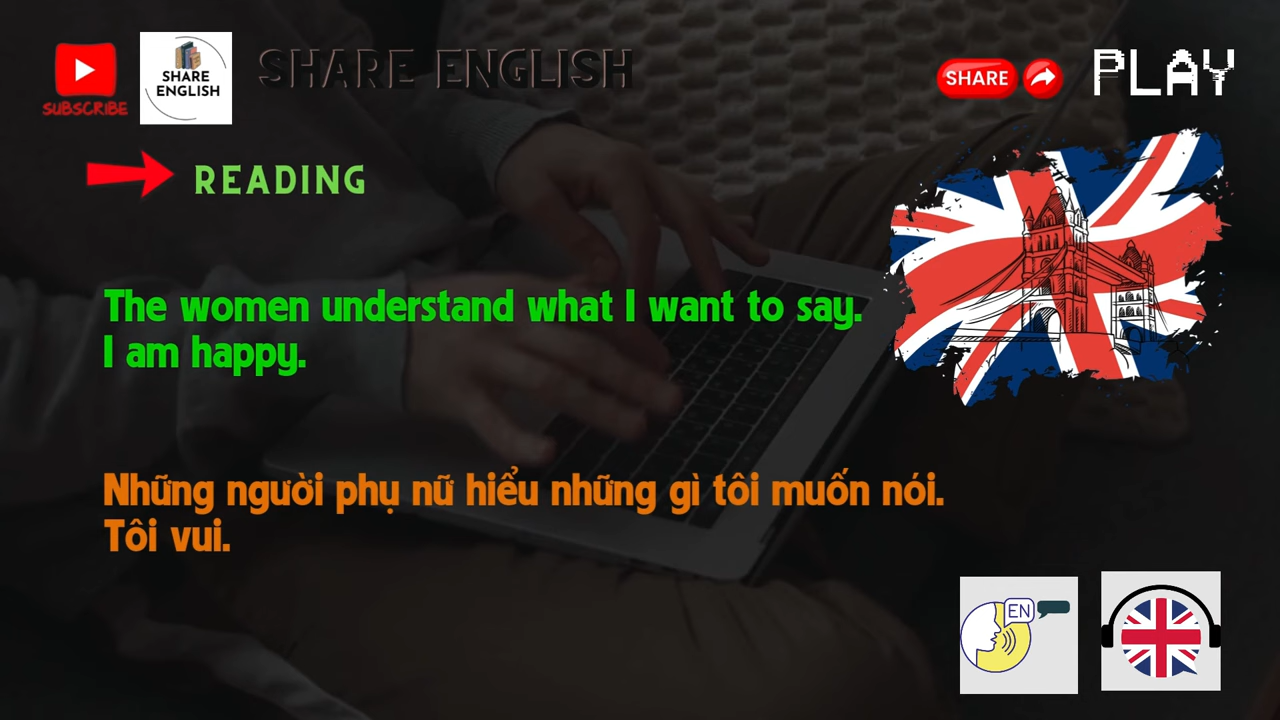 SUBSCRIBE
SHARE
ENGLISH
SHARE ENGLISH
SHARE
PLAY
READING
The women understand what I want to say.
I am happy.
Những người phụ nữ hiểu những gì tôi muốn nói.
Tôi vui.
EN